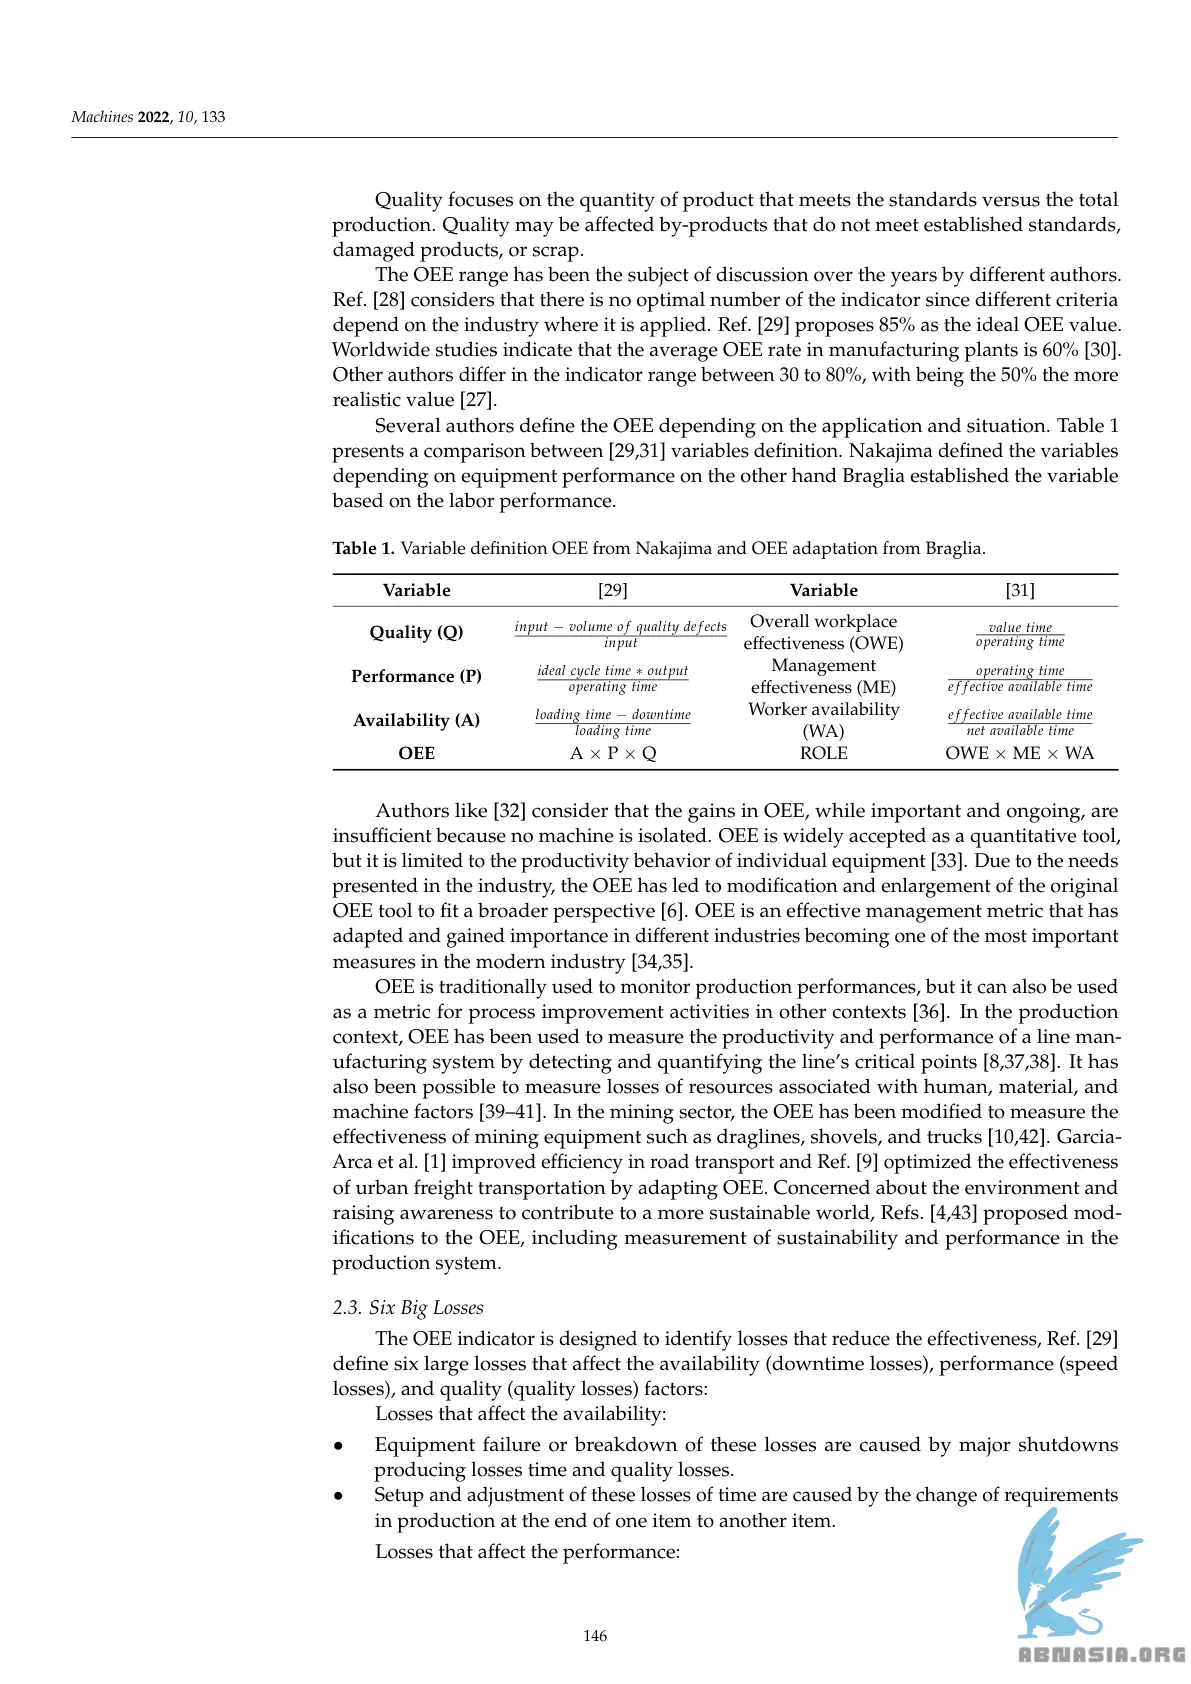 Machines 2022, 10, 133
Quality focuses on the quantity of product that meets the standards versus the total
production. Quality may be affected by-products that do not meet established standards,
damaged products, or scrap.
The OEE range has been the subject of discussion over the years by different authors.
Ref. [28] considers that there is no optimal number of the indicator since different criteria
depend on the industry where it is applied. Ref. [29] proposes 85% as the ideal OEE value.
Worldwide studies indicate that the average OEE rate in manufacturing plants is 60% [30].
Other authors differ in the indicator range between 30 to 80%, with being the 50% the more
realistic value [27].
Several authors define the OEE depending on the application and situation. Table 1
presents a comparison between [29,31] variables definition. Nakajima defined the variables
depending on equipment performance on the other hand Braglia established the variable
based on the labor performance.
Table 1. Variable definition OEE from Nakajima and OEE adaptation from Braglia.
Variable [29] Variable [31]
Quality (Q) input − volume of quality defects / input Overall workplace effectiveness (OWE) value time / operating time
Performance (P) ideal cycle time ∗ output / operating time Management effectiveness (ME) operating time / effective available time
Availability (A) loading time − downtime / loading time Worker availability (WA) effective available time / net available time
OEE A × P × Q ROLE OWE × ME × WA
Authors like [32] consider that the gains in OEE, while important and ongoing, are
insufficient because no machine is isolated. OEE is widely accepted as a quantitative tool,
but it is limited to the productivity behavior of individual equipment [33]. Due to the needs
presented in the industry, the OEE has led to modification and enlargement of the original
OEE tool to fit a broader perspective [6]. OEE is an effective management metric that has
adapted and gained importance in different industries becoming one of the most important
measures in the modern industry [34,35].
OEE is traditionally used to monitor production performances, but it can also be used
as a metric for process improvement activities in other contexts [36]. In the production
context, OEE has been used to measure the productivity and performance of a line man-
ufacturing system by detecting and quantifying the line's critical points [8,37,38]. It has
also been possible to measure losses of resources associated with human, material, and
machine factors [39–41]. In the mining sector, the OEE has been modified to measure the
effectiveness of mining equipment such as draglines, shovels, and trucks [10,42]. Garcia-
Arca et al. [1] improved efficiency in road transport and Ref. [9] optimized the effectiveness
of urban freight transportation by adapting OEE. Concerned about the environment and
raising awareness to contribute to a more sustainable world, Refs. [4,43] proposed mod-
ifications to the OEE, including measurement of sustainability and performance in the
production system.
2.3. Six Big Losses
The OEE indicator is designed to identify losses that reduce the effectiveness, Ref. [29]
define six large losses that affect the availability (downtime losses), performance (speed
losses), and quality (quality losses) factors:
Losses that affect the availability:
• Equipment failure or breakdown of these losses are caused by major shutdowns
producing losses time and quality losses.
• Setup and adjustment of these losses of time are caused by the change of requirements
in production at the end of one item to another item.
Losses that affect the performance:
146
ABNASIA.ORG